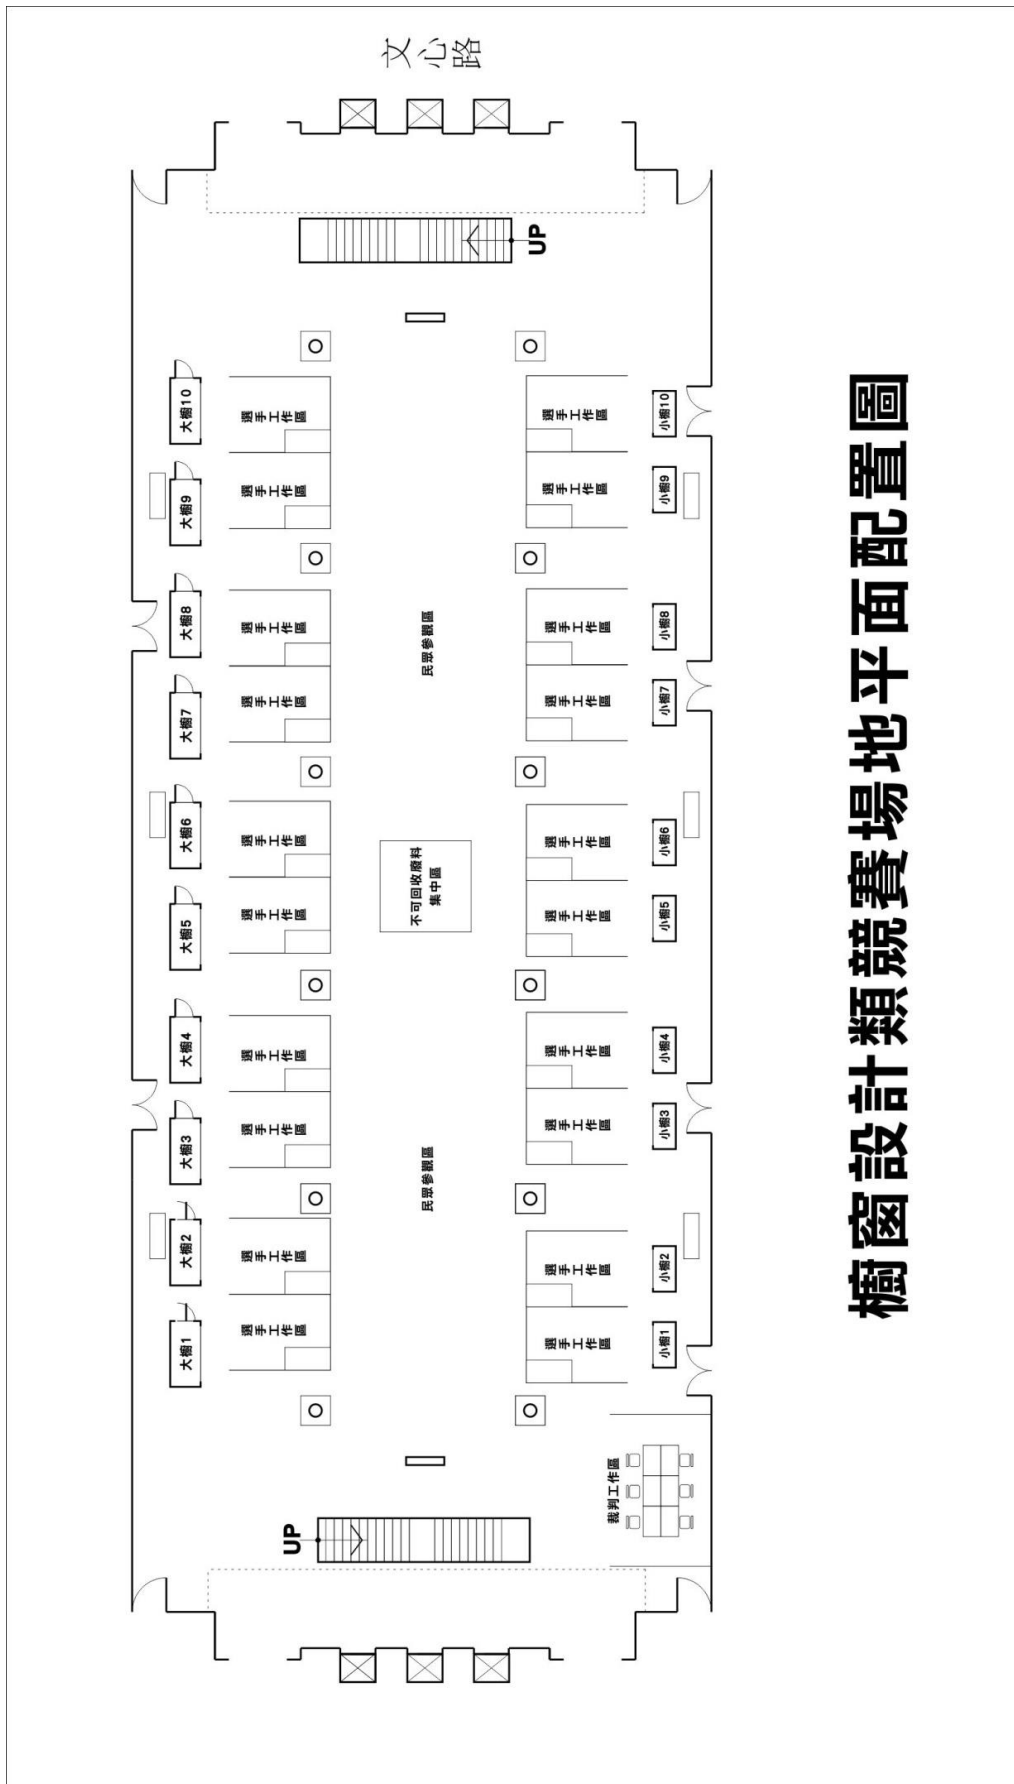 大櫥1
大櫥2
大櫥3
大櫥4
大櫥5
大櫥6
大櫥7
大櫥8
大櫥9
大櫥10
選手工作區
選手工作區
選手工作區
選手工作區
選手工作區
選手工作區
選手工作區
選手工作區
選手工作區
選手工作區
UP
民眾參觀區
不可回收廢料
集中區
民眾參觀區
文心路
UP
選手工作區
選手工作區
選手工作區
選手工作區
選手工作區
選手工作區
選手工作區
選手工作區
選手工作區
選手工作區
裁判工作區
小櫥1
小櫥2
小櫥3
小櫥4
小櫥5
小櫥6
小櫥7
小櫥8
小櫥9
小櫥10
櫥窗設計類競賽場地平面配置圖